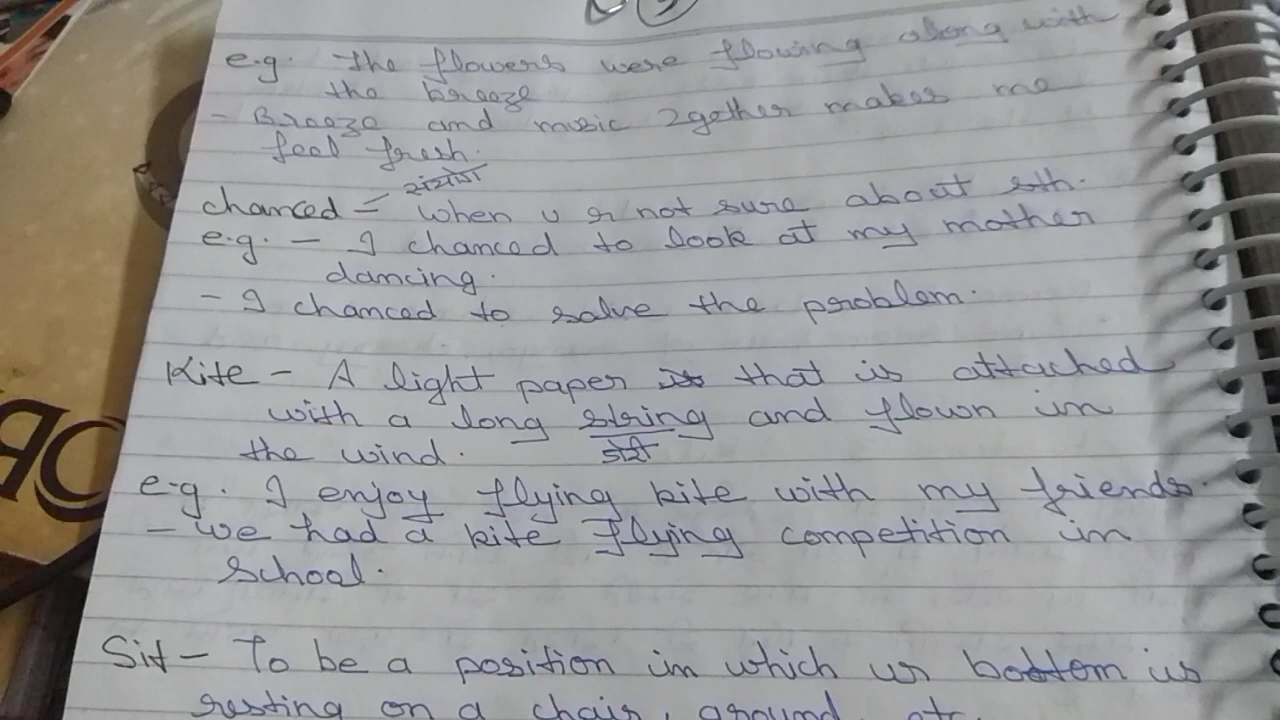 e.g. The flowers were flowing along with
the breeze
- Breeze and music 2gether makes me
feel fresh.
संयोग
chanced - when u r not sure about sth.
e.g. - I chanced to look at my mother
dancing.
- I chanced to solve the problem.
Kite - A light paper that is attached
with a long string and flown in
डोरी
the wind.
e.g. I enjoy flying kite with my friends.
- we had a kite flying competition in
school.
Sit - To be a position in which ur bottom is
resting on a chair, ground etc.